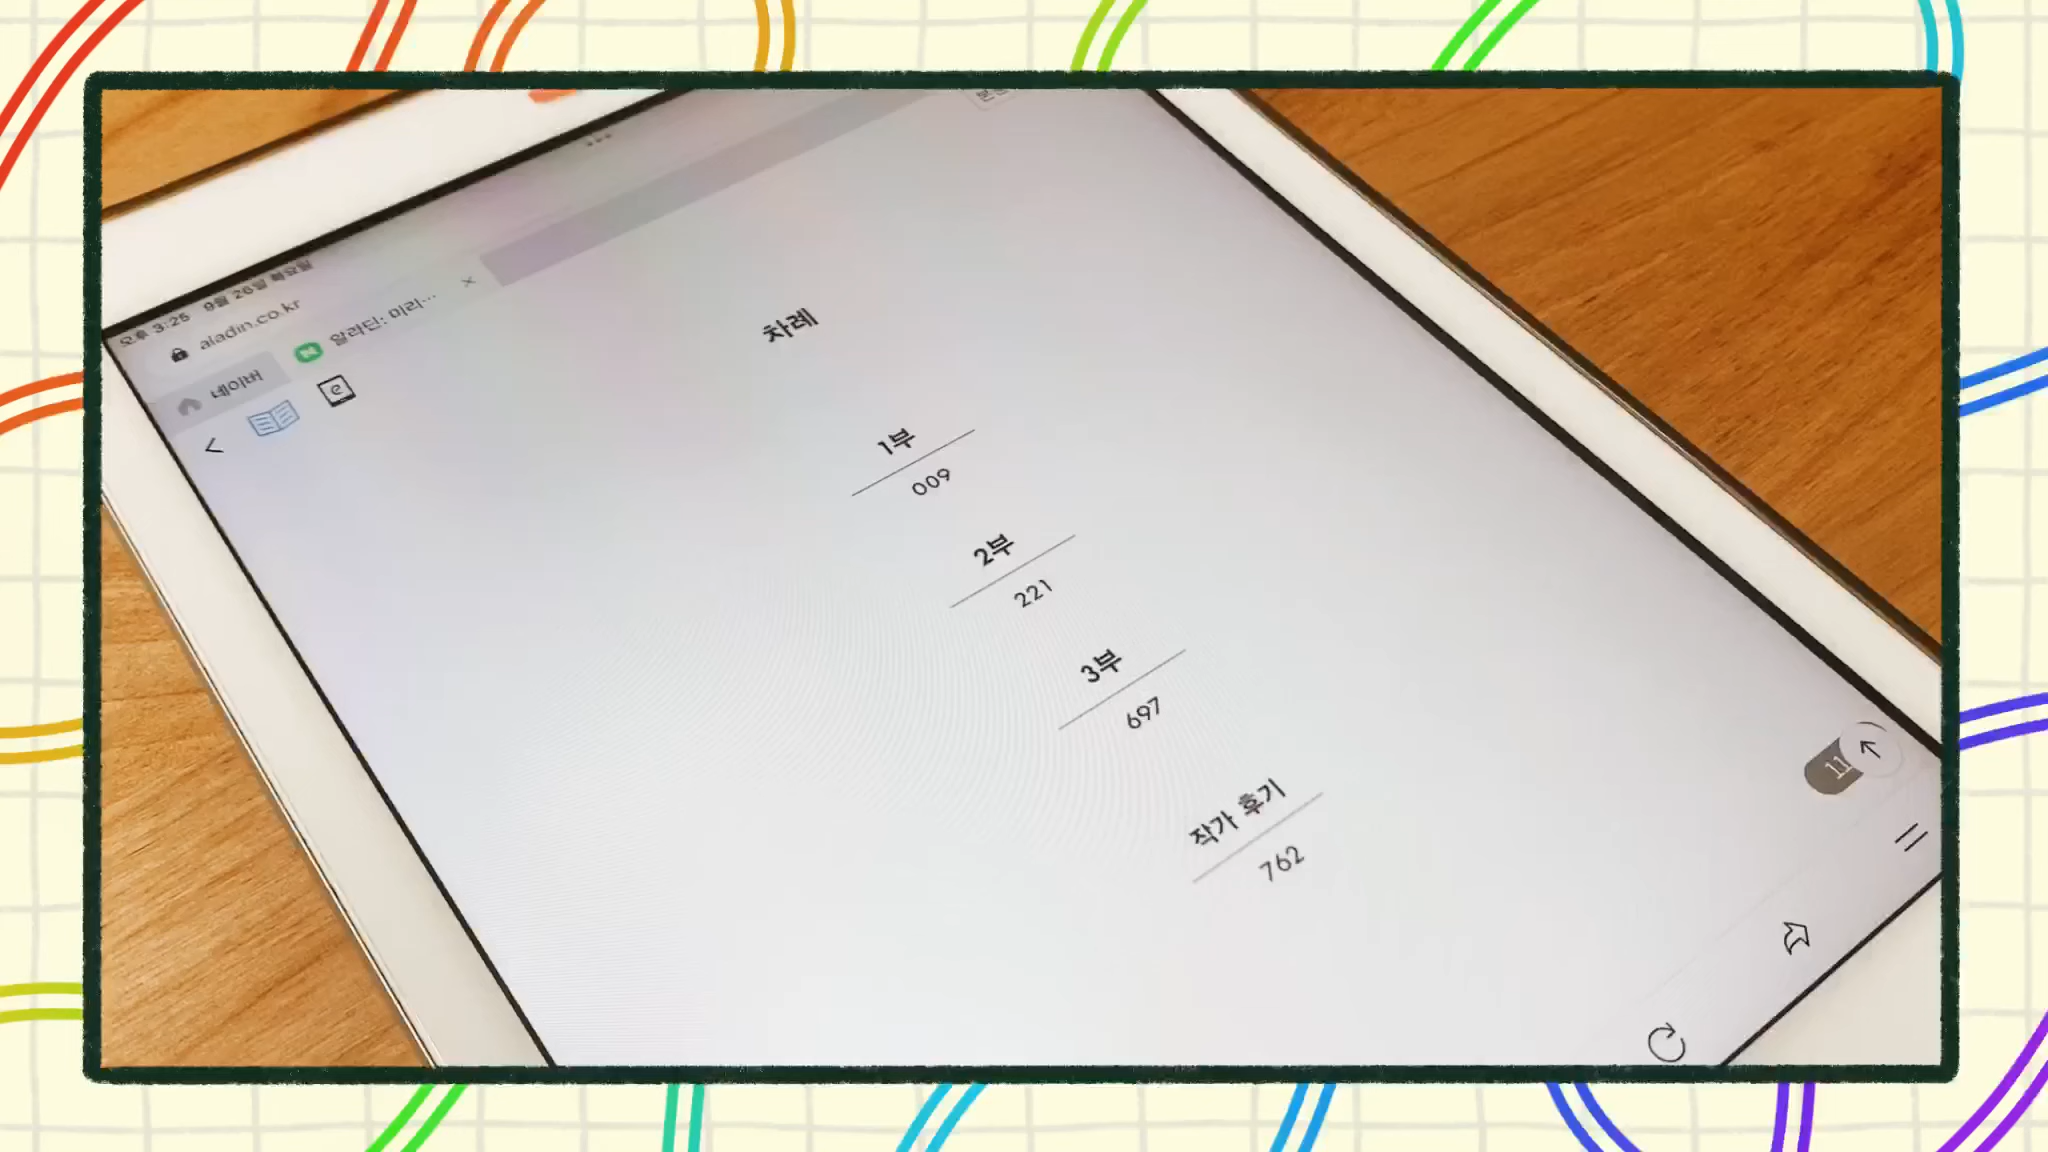 오후 3:25 9월 26일 화요일
aladin.co.kr
네이버
알라딘: 미리…
차례
1부
009
2부
221
3부
697
작가 후기
762
11